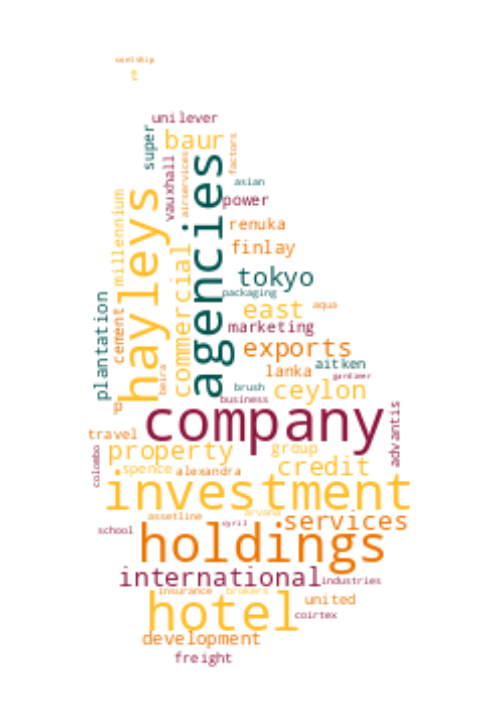 t
unilever
super
baur
factors
vauxhall
airservices
agencies
asian
power
millennium
hayleys
renuka
finlay
commercial
tokyo
packaging
plantation
cement
east
aqua
marketing
exports
lanka
aitken
gardiner
beira
brush
ceylon
business
p
company
advantis
travel
property
group
colombo
spence
alexandra
credit
investment
assetline
arvana
cyril
services
school
holdings
international
industries
insurance
brokers
united
hotel
coirtex
development
freight